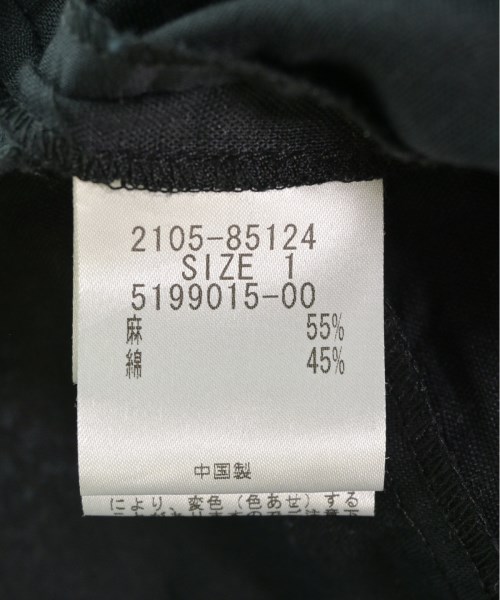 2105-85124
SIZE 1
5199015-00
麻 55%
綿 45%
中国製
により、変色（色あせ）する